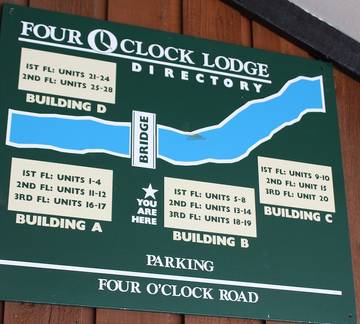 FOUR O'CLOCK LODGE
DIRECTORY
1ST FL: UNITS 21-24
2ND FL: UNITS 25-28
BUILDING D
BRIDGE
1ST FL: UNITS 1-4
2ND FL: UNITS 11-12
3RD FL: UNITS 16-17
BUILDING A
YOU
ARE
HERE
1ST FL: UNITS 5-8
2ND FL: UNITS 13-14
3RD FL: UNITS 18-19
BUILDING B
1ST FL: UNITS 9-10
2ND FL: UNIT 15
3RD FL: UNIT 20
BUILDING C
PARKING
FOUR O'CLOCK ROAD